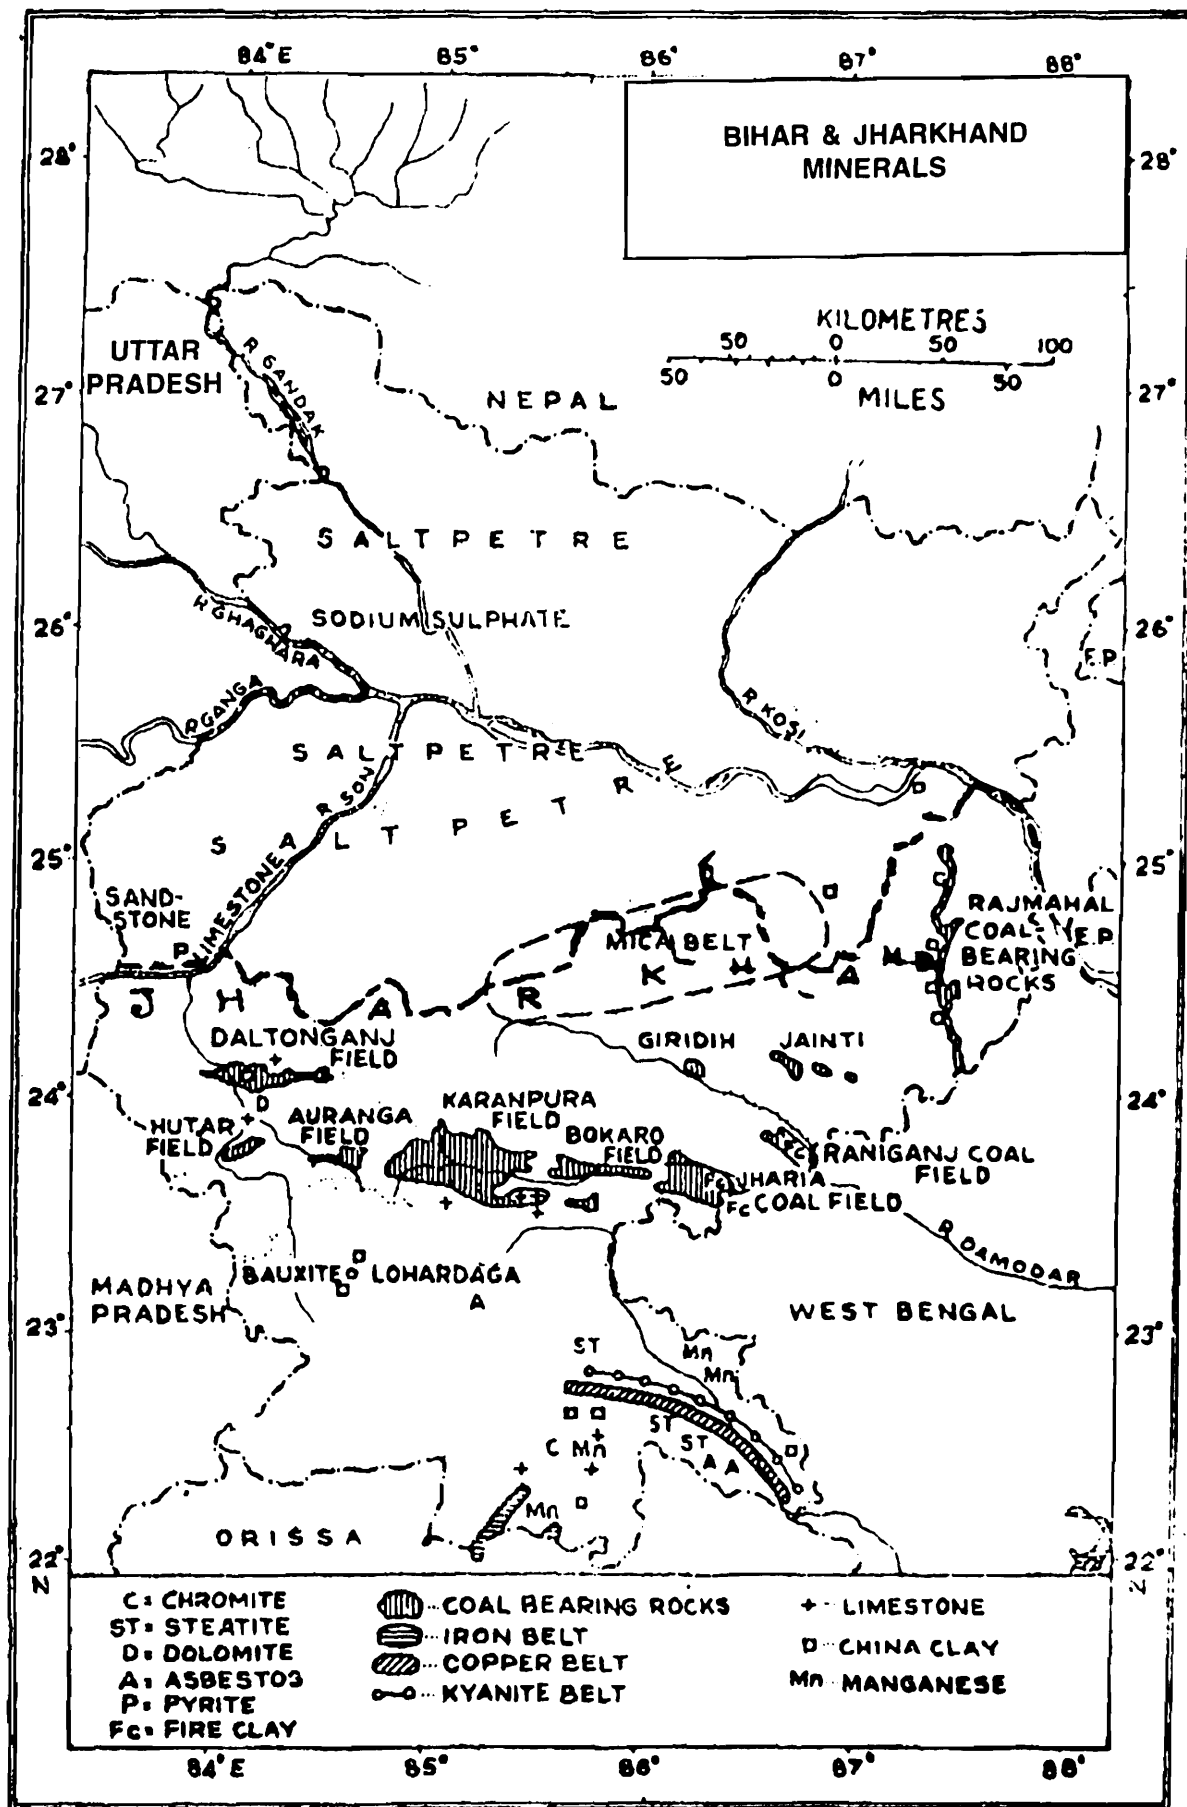 84°E 85° 86° 87° 88°
BIHAR & JHARKHAND
MINERALS
28° 28°
KILOMETRES
50 0 50 100
50 0 50
MILES
UTTAR
PRADESH
R GANDAK
27° 27°
NEPAL
SALTPETRE
SODIUM SULPHATE
26° 26°
R GHAGHARA
E.P.
R GANGA
R KOSI
SALTPETRE
R SON
SALTPETRE
25° 25°
LIMESTONE
SAND-
STONE
P
RAJMAHAL
COAL-
BEARING
ROCKS
E.P.
MICA BELT
JHARKHAND
DALTONGANJ
FIELD
GIRIDIH
JAINTI
24° 24°
D
HUTAR
FIELD
AURANGA
FIELD
KARANPURA
FIELD
BOKARO
FIELD
RANIGANJ COAL
FIELD
Fc
Fc JHARIA
Fc COAL FIELD
R DAMODAR
BAUXITE LOHARDAGA
A
MADHYA
PRADESH
WEST BENGAL
23° 23°
ST Mn
Mn
ST
ST
A A
C Mn
Mn
ORISSA
22° 22°
N
C = CHROMITE
ST = STEATITE
D = DOLOMITE
A = ASBESTOS
P = PYRITE
Fc = FIRE CLAY
COAL BEARING ROCKS
IRON BELT
COPPER BELT
KYANITE BELT
+ - LIMESTONE
CHINA CLAY
Mn MANGANESE
84°E 85° 86° 87° 88°